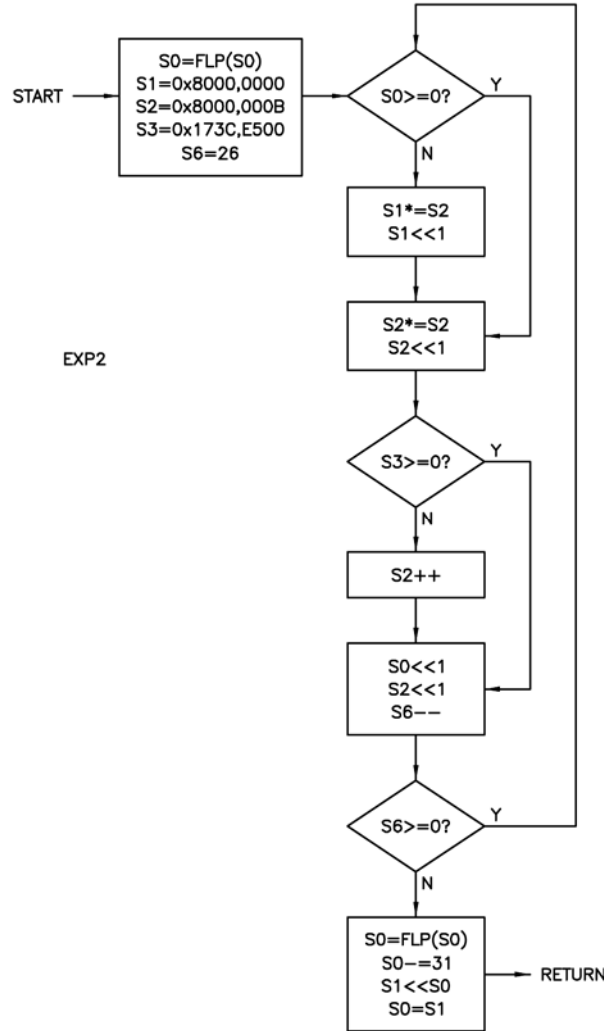 START
S0=FLP(S0)
S1=0x8000,0000
S2=0x8000,000B
S3=0x173C,E500
S6=26
S0>=0?
Y
N
S1*=S2
S1<<1
S2*=S2
S2<<1
EXP2
S3>=0?
Y
N
S2++
S0<<1
S2<<1
S6--
S6>=0?
Y
N
S0=FLP(S0)
S0-=31
S1<<S0
S0=S1
RETURN